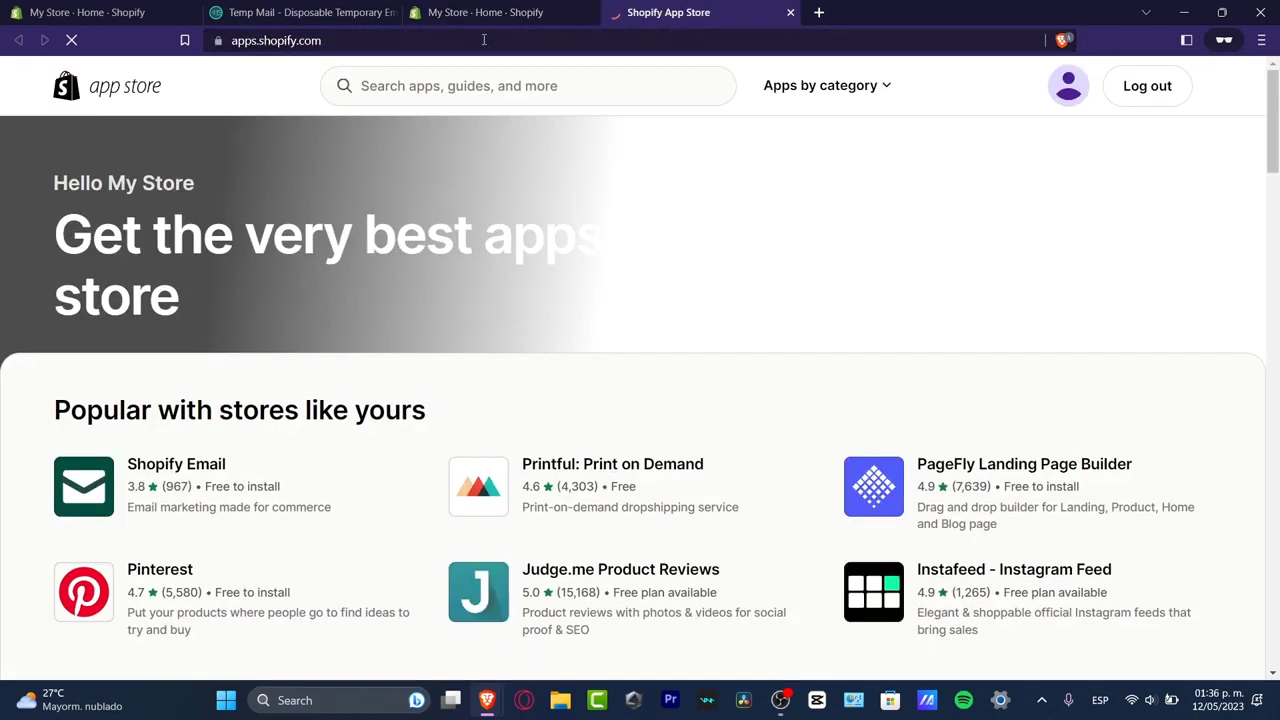 My Store · Home · Shopify
Temp Mail - Disposable Temporary Em
My Store · Home · Shopify
Shopify App Store
apps.shopify.com
5
app store
Search apps, guides, and more
Apps by category
Log out
Hello My Store
Get the very best apps
store
Popular with stores like yours
Shopify Email
3.8 ★ (967) • Free to install
Email marketing made for commerce
Printful: Print on Demand
4.6 ★ (4,303) • Free
Print-on-demand dropshipping service
PageFly Landing Page Builder
4.9 ★ (7,639) • Free to install
Drag and drop builder for Landing, Product, Home
and Blog page
Pinterest
4.7 ★ (5,580) • Free to install
Put your products where people go to find ideas to
try and buy
Judge.me Product Reviews
5.0 ★ (15,168) • Free plan available
Product reviews with photos & videos for social
proof & SEO
Instafeed - Instagram Feed
4.9 ★ (1,265) • Free plan available
Elegant & shoppable official Instagram feeds that
bring sales
27°C
Mayorm. nublado
Search
Pr
ESP
01:36 p. m.
12/05/2023